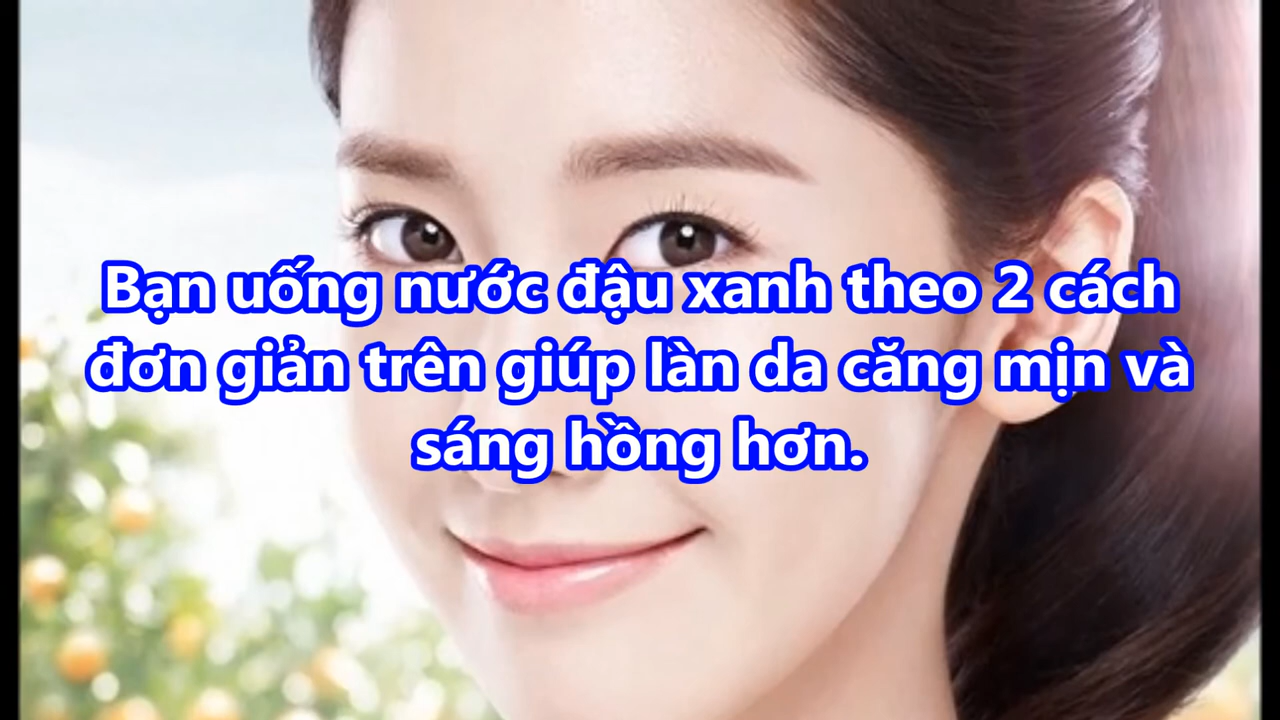 Bạn uống nước đậu xanh theo 2 cách
đơn giản trên giúp làn da căng mịn và
sáng hồng hơn.